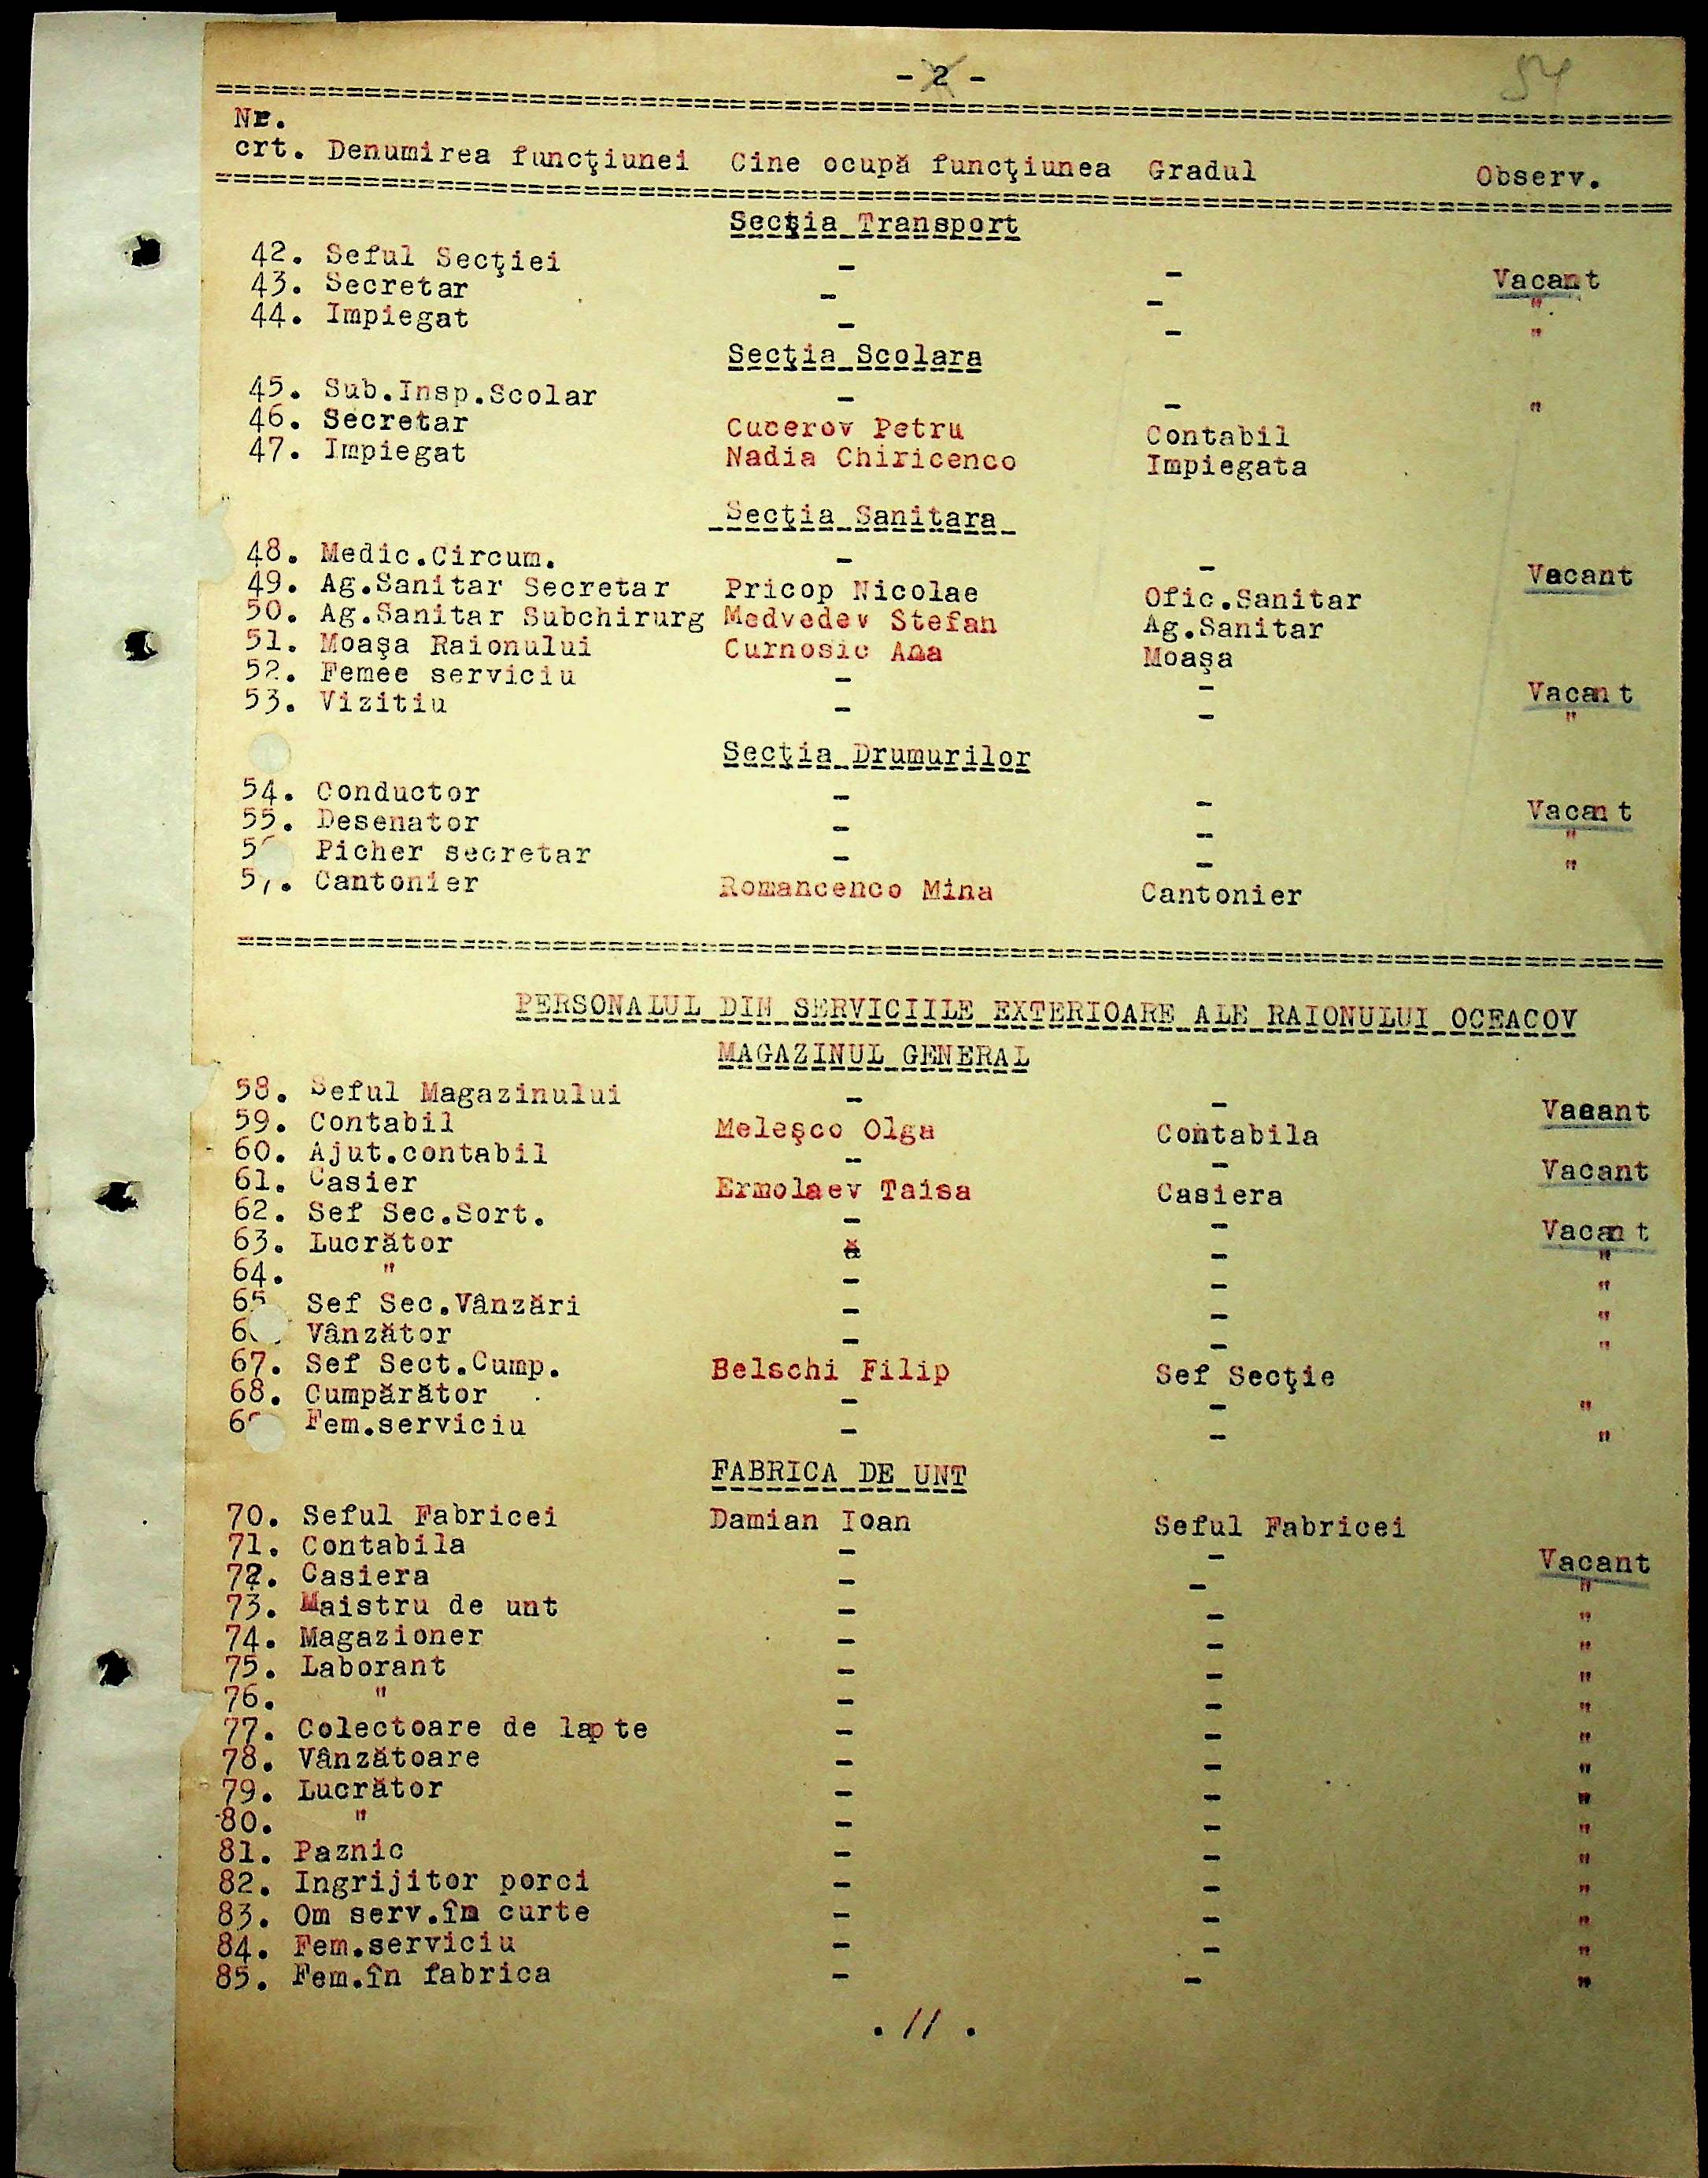 - 2 -
54
Nr.
crt. Denumirea funcţiunei Cine ocupă funcţiunea Gradul Observ.
Secţia Transport
42. Seful Secţiei - - Vacant
43. Secretar - - "
44. Impiegat - - "
Secţia Scolara
45. Sub.Insp.Scolar - - "
46. Secretar Cucerov Petru Contabil
47. Impiegat Nadia Chiricenco Impiegata
Secţia Sanitara
48. Medic.Circum. - - Vacant
49. Ag.Sanitar Secretar Pricop Nicolae Ofic.Sanitar
50. Ag.Sanitar Subchirurg Medvedev Stefan Ag.Sanitar
51. Moaşa Raionului Curnosic Ana Moaşa
52. Femee serviciu - - Vacant
53. Vizitiu - - "
Secţia Drumurilor
54. Conductor - - Vacant
55. Desenator - - "
5 Picher secretar - - "
57. Cantonier Romancenco Mina Cantonier
PERSONALUL DIN SERVICIILE EXTERIOARE ALE RAIONULUI OCEACOV
MAGAZINUL GENERAL
58. Seful Magazinului - - Vaaant
59. Contabil Meleşco Olga Contabila
60. Ajut.contabil - - Vacant
61. Casier Ermolaev Taisa Casiera
62. Sef Sec.Sort. - - Vacant
63. Lucrător - - "
64. " - - "
65 Sef Sec.Vânzări - - "
6 . Vânzător - - "
67. Sef Sect.Cump. Belschi Filip Sef Secţie
68. Cumpărător - - "
6 Fem.serviciu - - "
FABRICA DE UNT
70. Seful Fabricei Damian Ioan Seful Fabricei
71. Contabila - - Vacant
72. Casiera - - "
73. Maistru de unt - - "
74. Magazioner - - "
75. Laborant - - "
76. " - - "
77. Colectoare de lapte - - "
78. Vânzătoare - - "
79. Lucrător - - "
80. " - - "
81. Paznic - - "
82. Ingrijitor porci - - "
83. Om serv.în curte - - "
84. Fem.serviciu - - "
85. Fem.în fabrica - - "
. // .